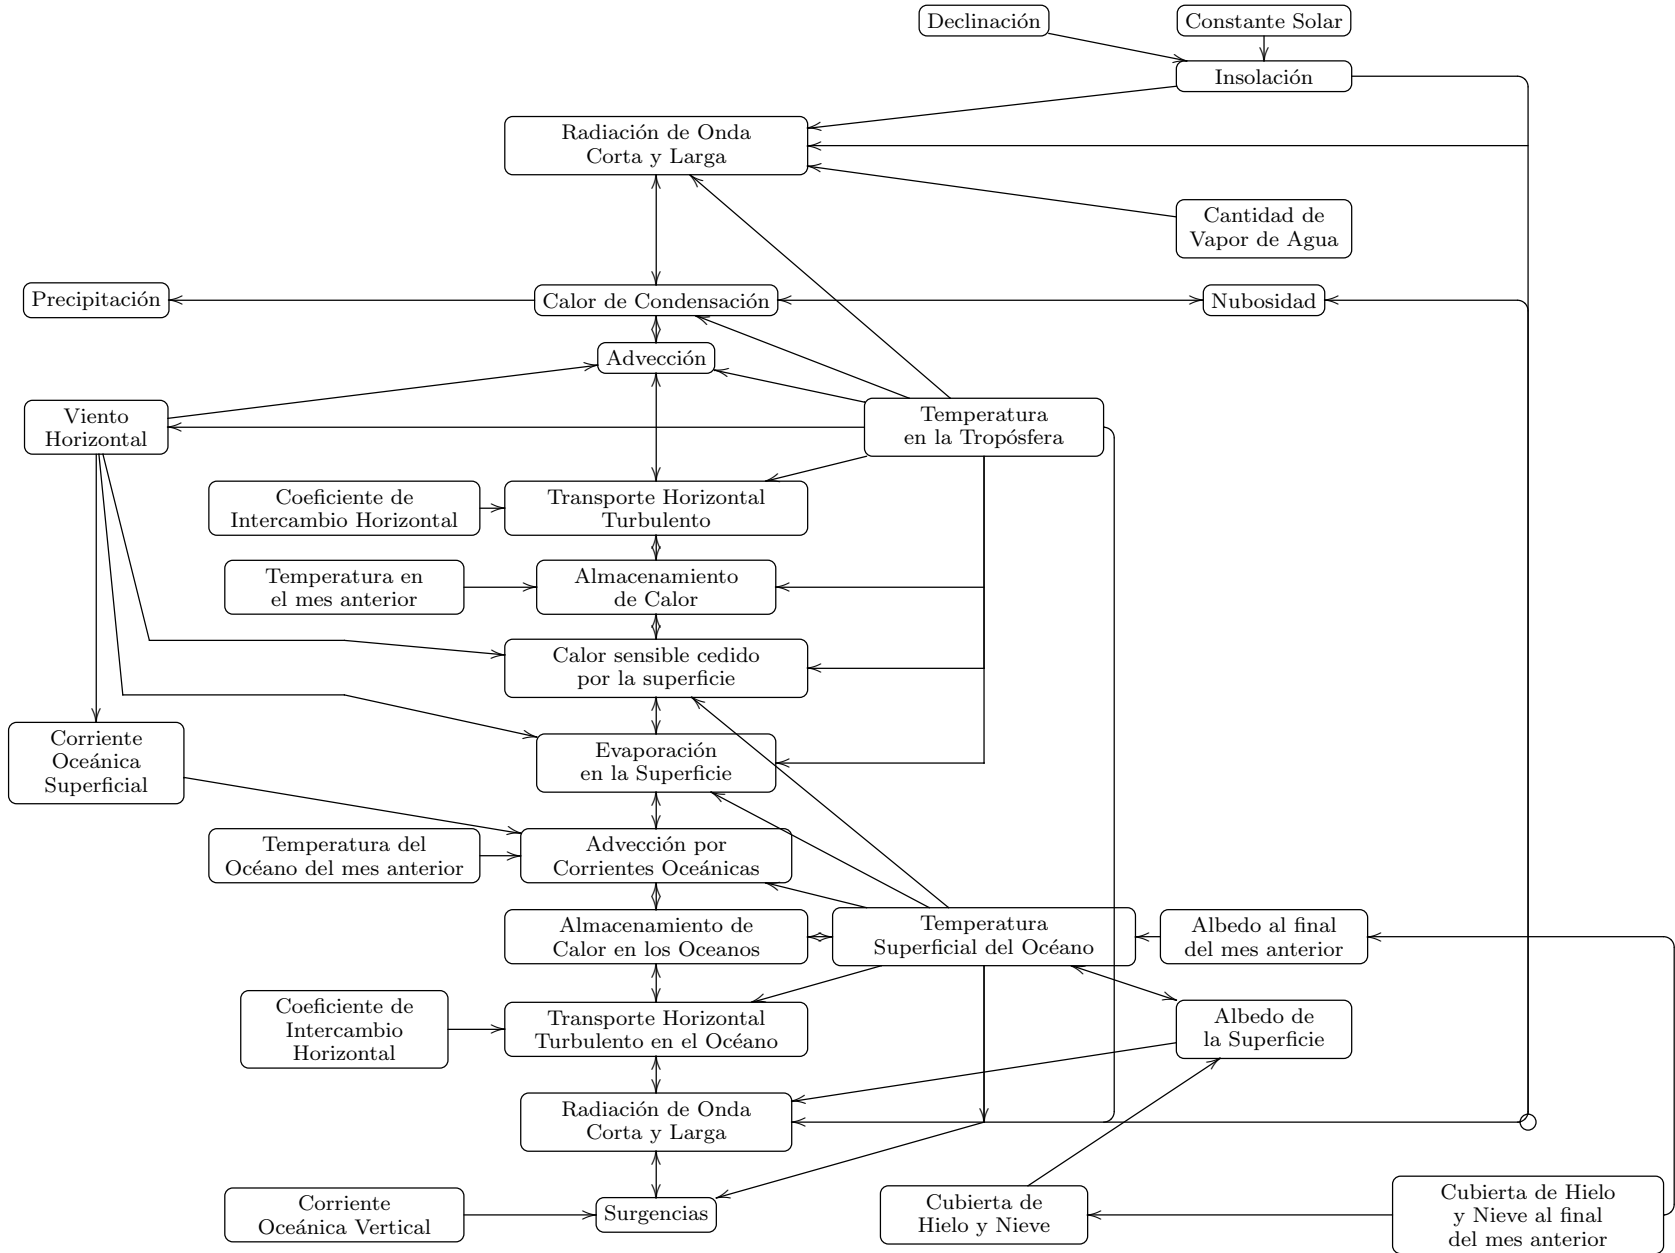 Declinación
Constante Solar
Insolación
Radiación de Onda
Corta y Larga
Cantidad de
Vapor de Agua
Precipitación
Calor de Condensación
Nubosidad
Advección
Viento
Horizontal
Temperatura
en la Tropósfera
Coeficiente de
Intercambio Horizontal
Transporte Horizontal
Turbulento
Temperatura en
el mes anterior
Almacenamiento
de Calor
Calor sensible cedido
por la superficie
Corriente
Oceánica
Superficial
Evaporación
en la Superficie
Temperatura del
Océano del mes anterior
Advección por
Corrientes Oceánicas
Almacenamiento de
Calor en los Oceanos
Temperatura
Superficial del Océano
Albedo al final
del mes anterior
Coeficiente de
Intercambio
Horizontal
Transporte Horizontal
Turbulento en el Océano
Albedo de
la Superficie
Radiación de Onda
Corta y Larga
Corriente
Oceánica Vertical
Surgencias
Cubierta de
Hielo y Nieve
Cubierta de Hielo
y Nieve al final
del mes anterior